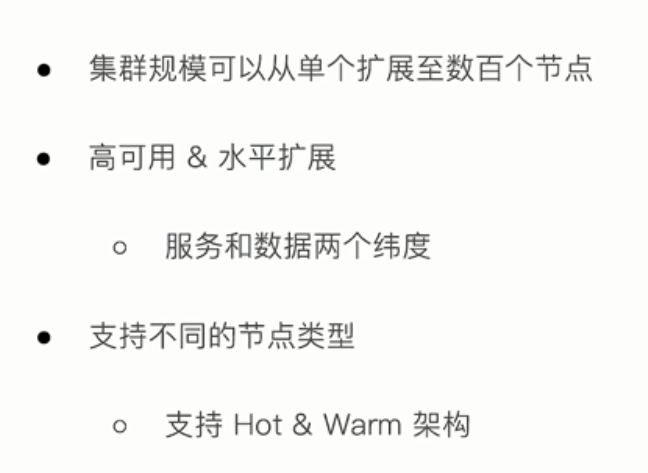 ● 集群规模可以从单个扩展至数百个节点
● 高可用 & 水平扩展
○ 服务和数据两个纬度
● 支持不同的节点类型
○ 支持 Hot & Warm 架构